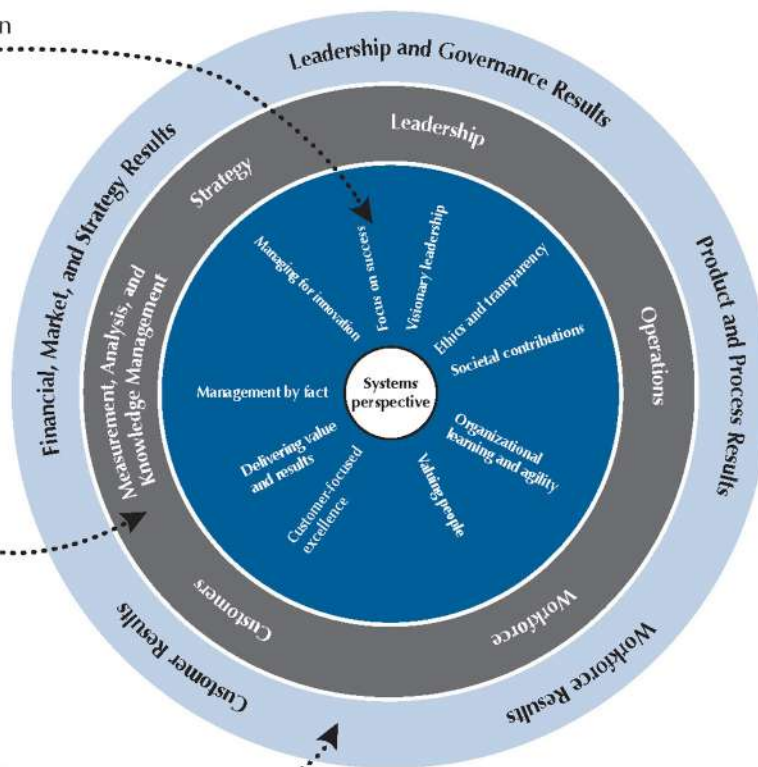 n
Leadership and Governance Results
Product and Process Results
Workforce Results
Customer Results
Financial, Market, and Strategy Results
Leadership
Operations
Workforce
Customers
Measurement, Analysis, and
Knowledge Management
Strategy
Focus on success
Visionary leadership
Ethics and transparency
Societal contributions
Organizational
learning and agility
Valuing people
Customer-focused
excellence
Delivering value
and results
Management by fact
Managing for innovation
Systems
perspective